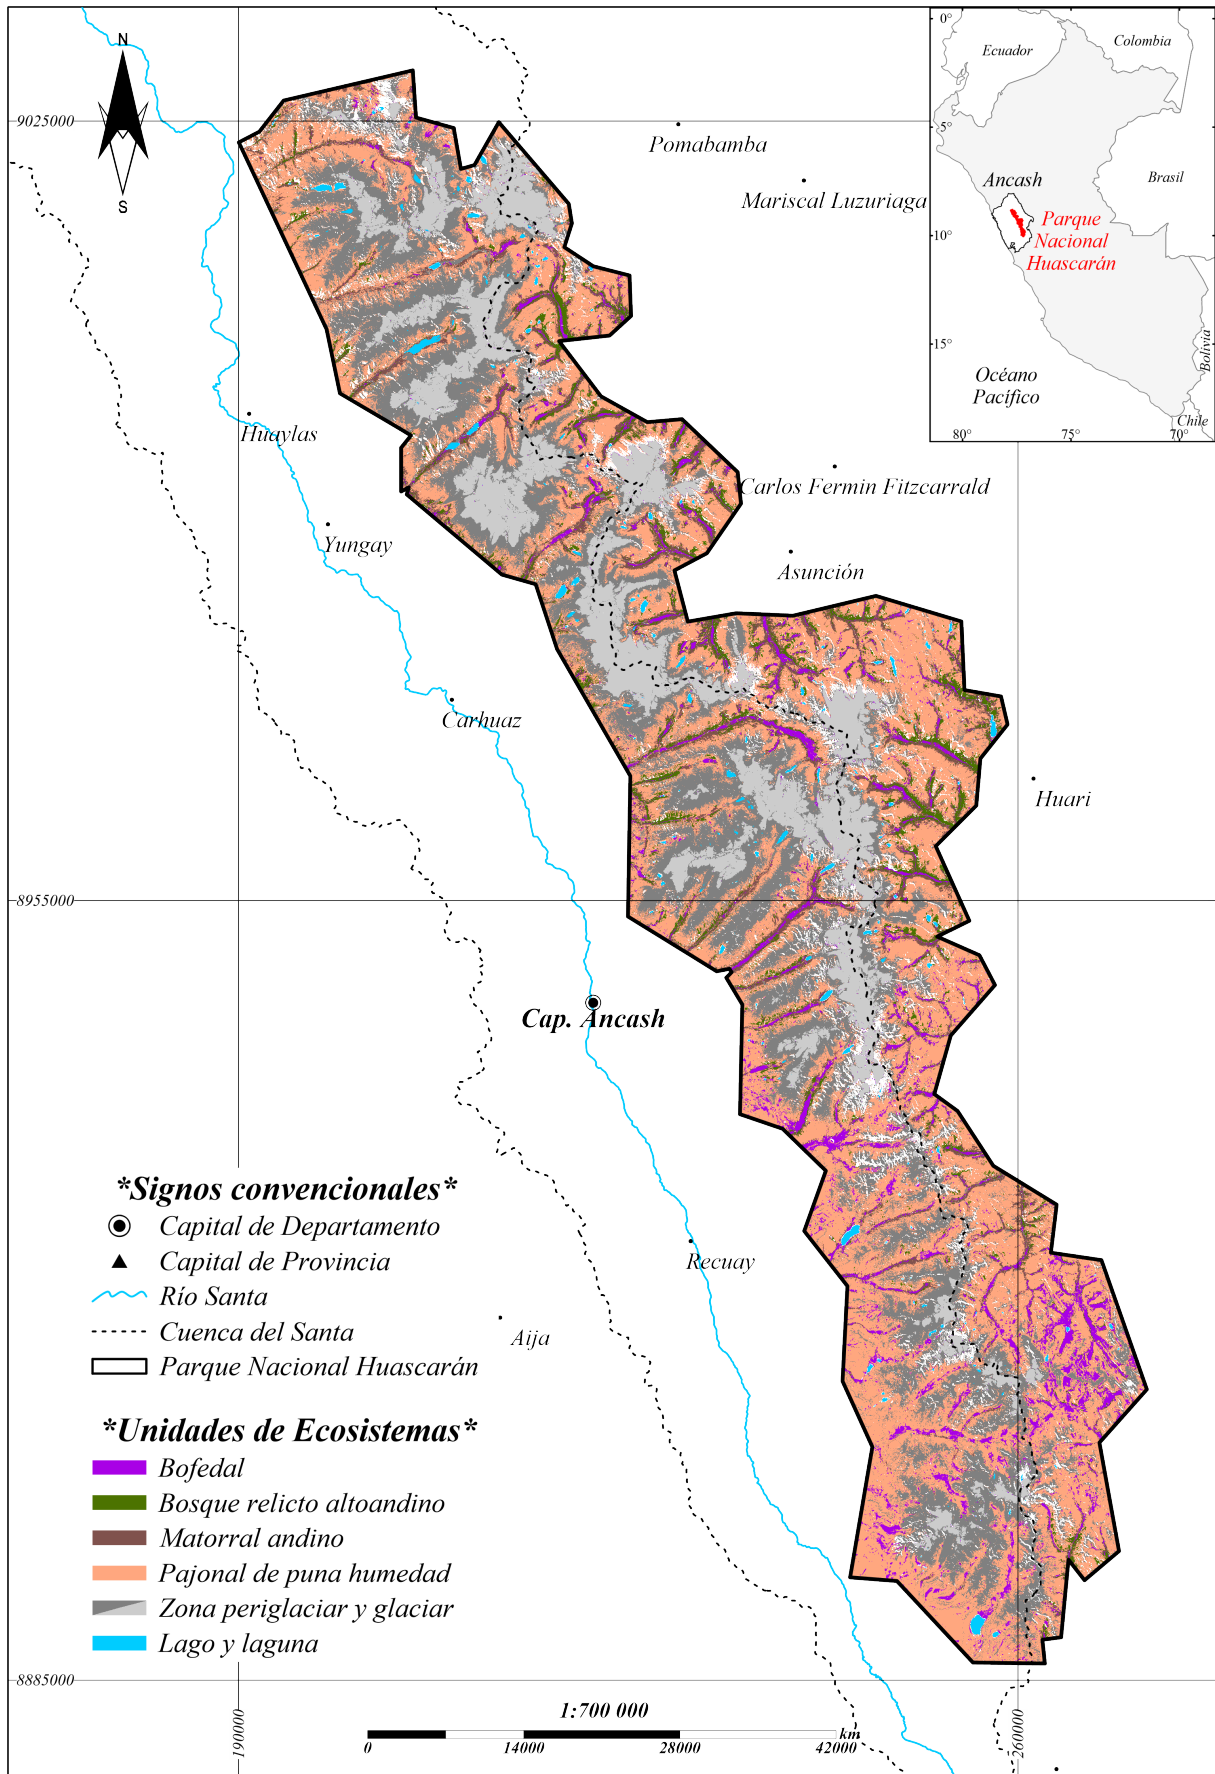 N
S
9025000
8955000
8885000
190000
260000
Pomabamba
Mariscal Luzuriaga
Huaylas
Yungay
Carlos Fermin Fitzcarrald
Asunción
Carhuaz
Huari
Cap. Ancash
Recuay
Aija
0°
5°
10°
15°
80°
75°
70°
Ecuador
Colombia
Brasil
Ancash
Parque
Nacional
Huascarán
Océano
Pacífico
Bolivia
Chile
*Signos convencionales*
Capital de Departamento
Capital de Provincia
Río Santa
Cuenca del Santa
Parque Nacional Huascarán
*Unidades de Ecosistemas*
Bofedal
Bosque relicto altoandino
Matorral andino
Pajonal de puna humedad
Zona periglaciar y glaciar
Lago y laguna
1:700 000
km
0 14000 28000 42000